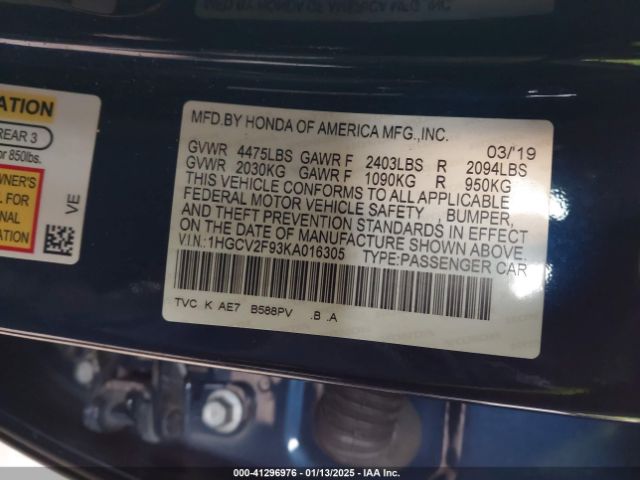 MFD.BY HONDA OF AMERICA MFG.,INC.
03/'19
GVWR 4475LBS GAWR F 2403LBS R 2094LBS
GVWR 2030KG GAWR F 1090KG R 950KG
THIS VEHICLE CONFORMS TO ALL APPLICABLE
FEDERAL MOTOR VEHICLE SAFETY , BUMPER,
AND THEFT PREVENTION STANDARDS IN EFFECT
ON THE DATE OF MANUFACTURE SHOWN ABOVE.
V.I.N.:1HGCV2F93KA016305 TYPE:PASSENGER CAR
TVC K AE7 B588PV .B .A
REAR 3
or 850lbs.
VE
000-41296976 - 01/13/2025 - IAA Inc.